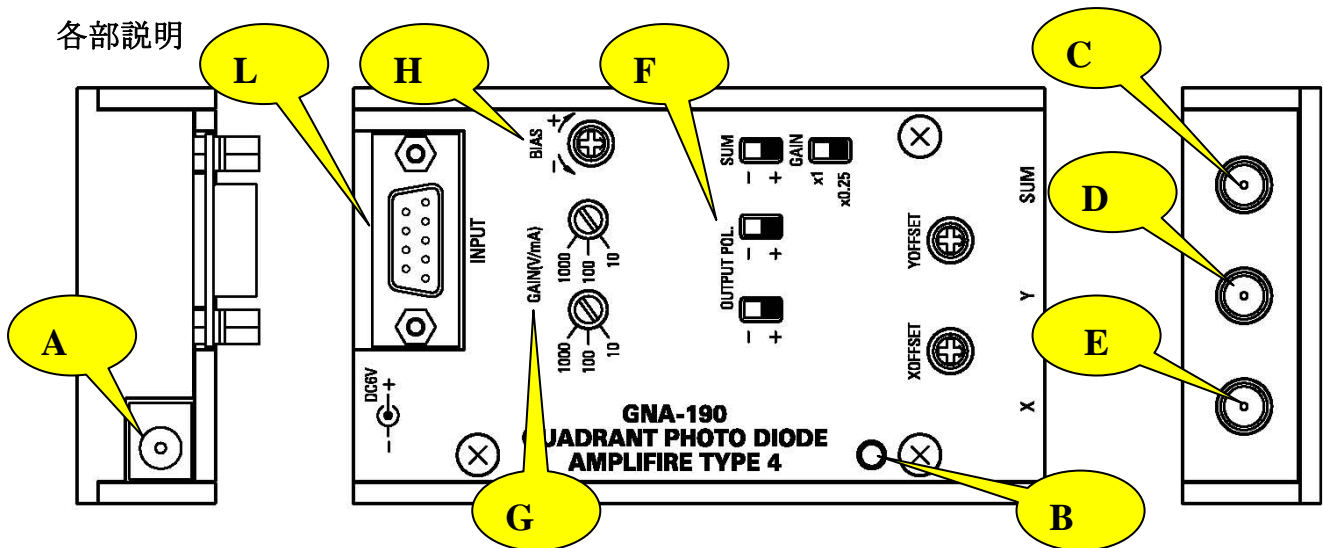 各部説明
L
H
F
C
D
E
A
G
B
INPUT
BIAS
+
−
GAIN(V/mA)
1000
100
10
1000
100
10
SUM
− +
GAIN
x1
x0.25
OUTPUT POL.
− +
− +
YOFFSET
XOFFSET
SUM
Y
X
DC6V
− +
GNA-190
QUADRANT PHOTO DIODE
AMPLIFIRE TYPE 4